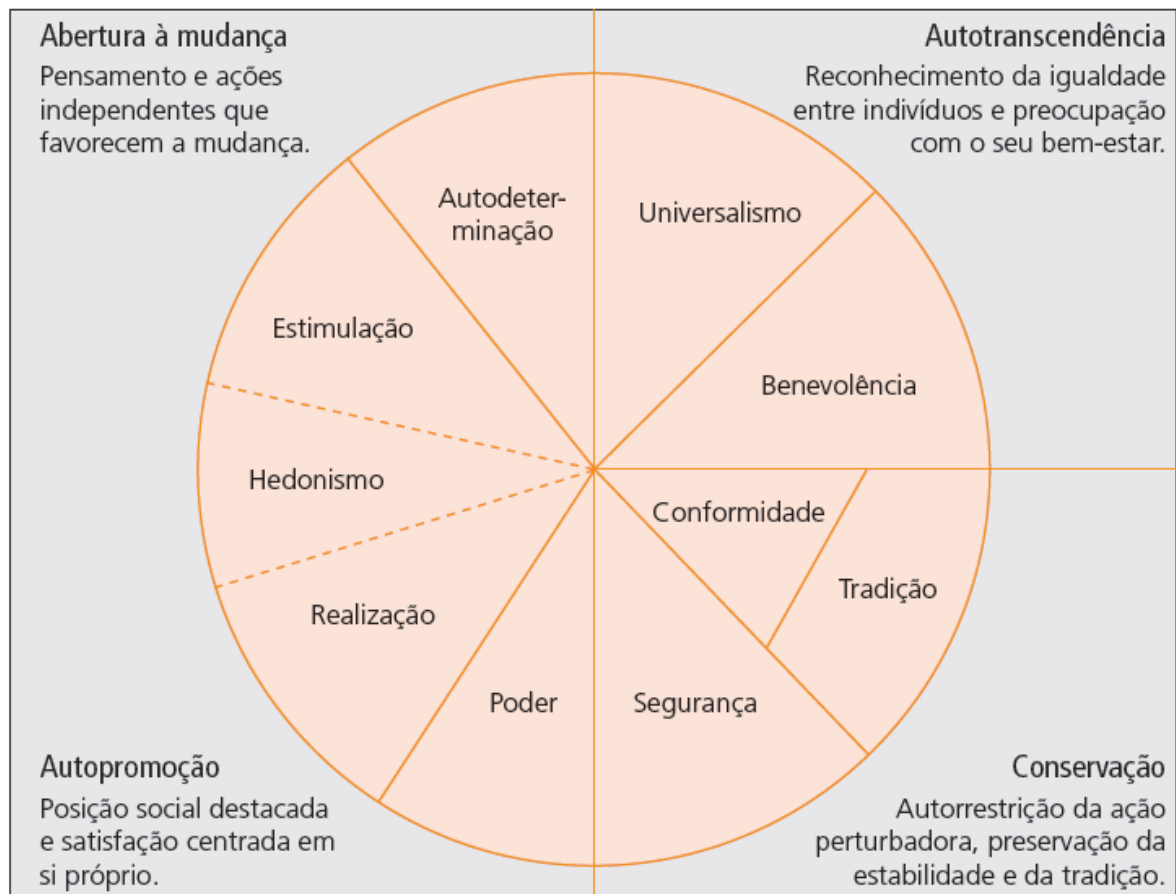 Abertura à mudança
Pensamento e ações
independentes que
favorecem a mudança.
Autotranscendência
Reconhecimento da igualdade
entre indivíduos e preocupação
com o seu bem-estar.
Autodeter-
minação
Universalismo
Estimulação
Benevolência
Hedonismo
Conformidade
Tradição
Realização
Poder
Segurança
Autopromoção
Posição social destacada
e satisfação centrada em
si próprio.
Conservação
Autorrestrição da ação
perturbadora, preservação da
estabilidade e da tradição.